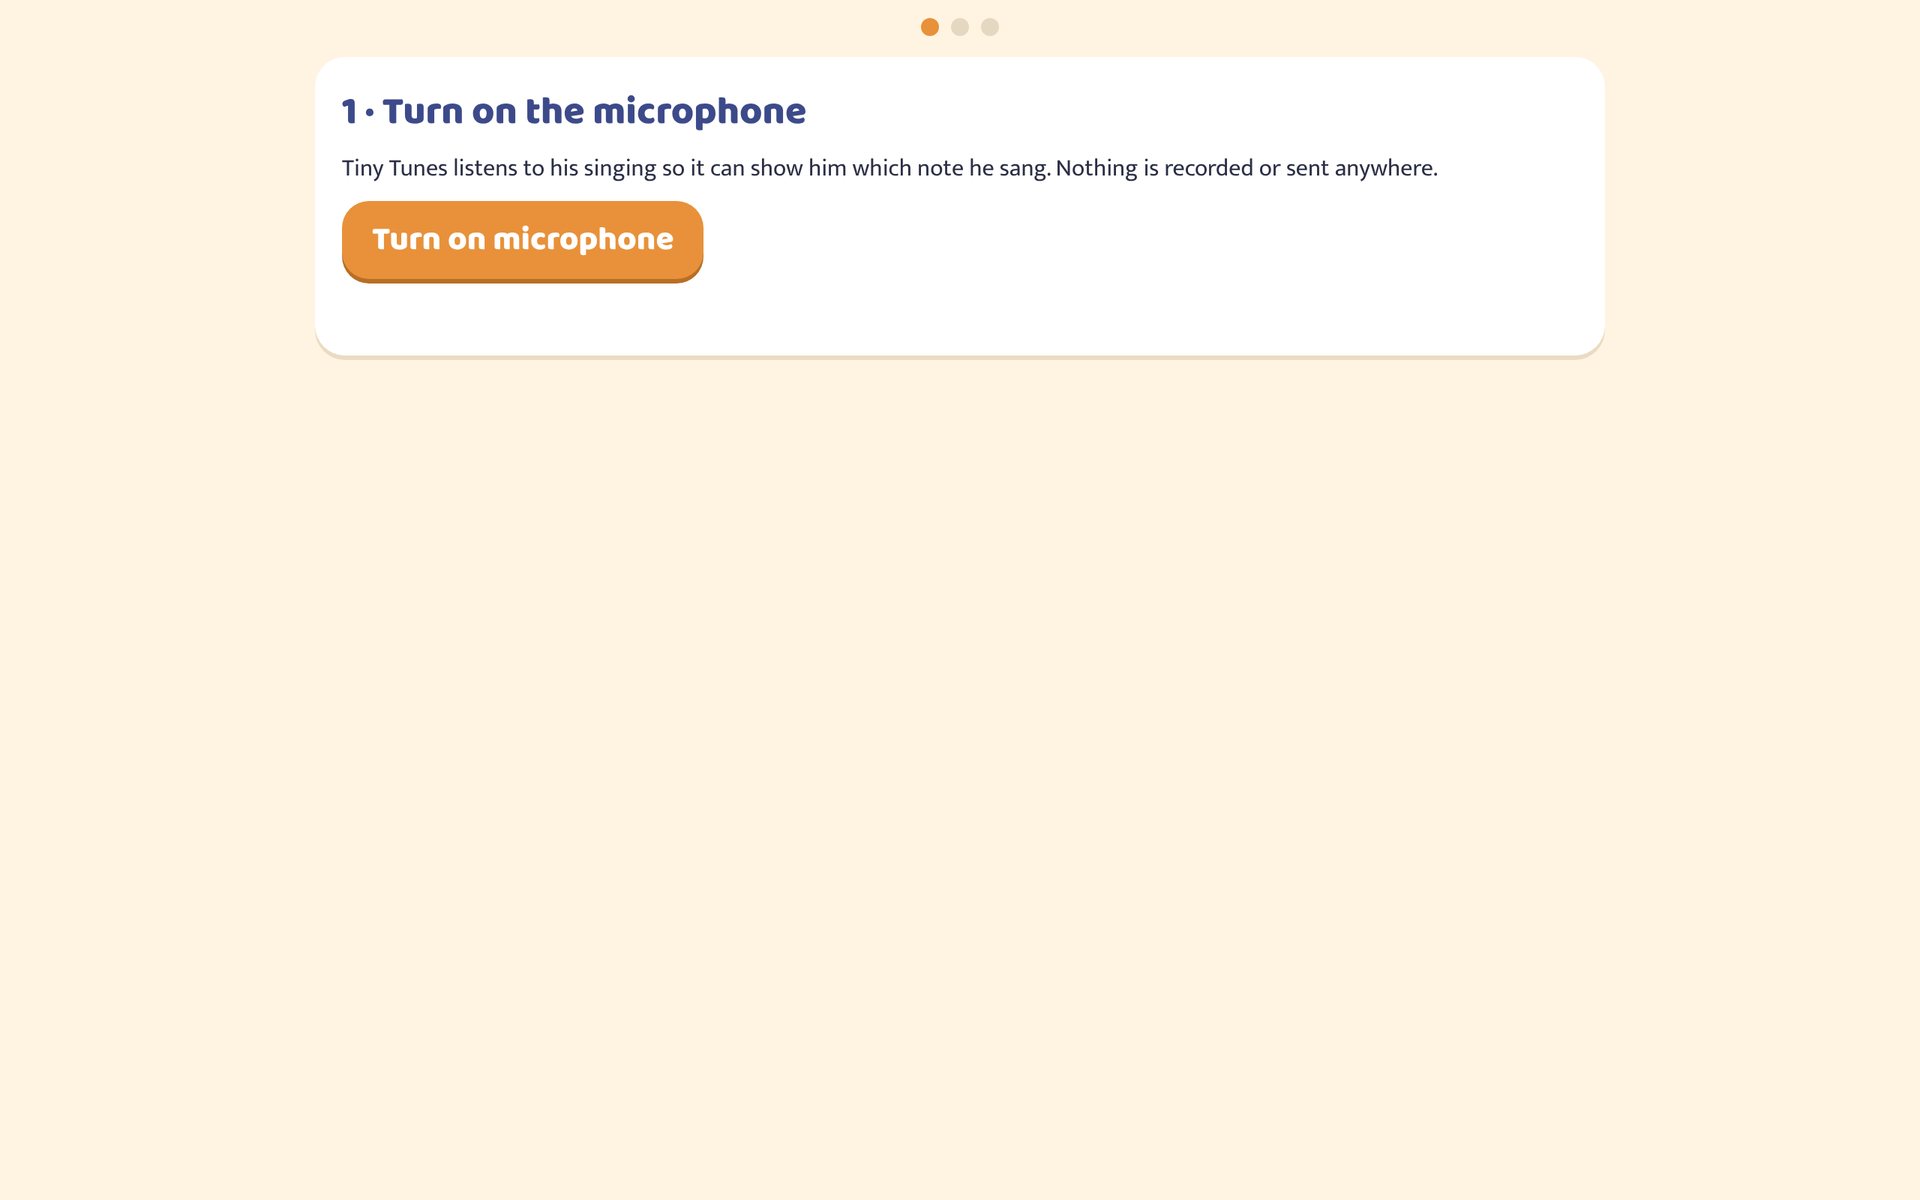 1 · Turn on the microphone
Tiny Tunes listens to his singing so it can show him which note he sang. Nothing is recorded or sent anywhere.
Turn on microphone